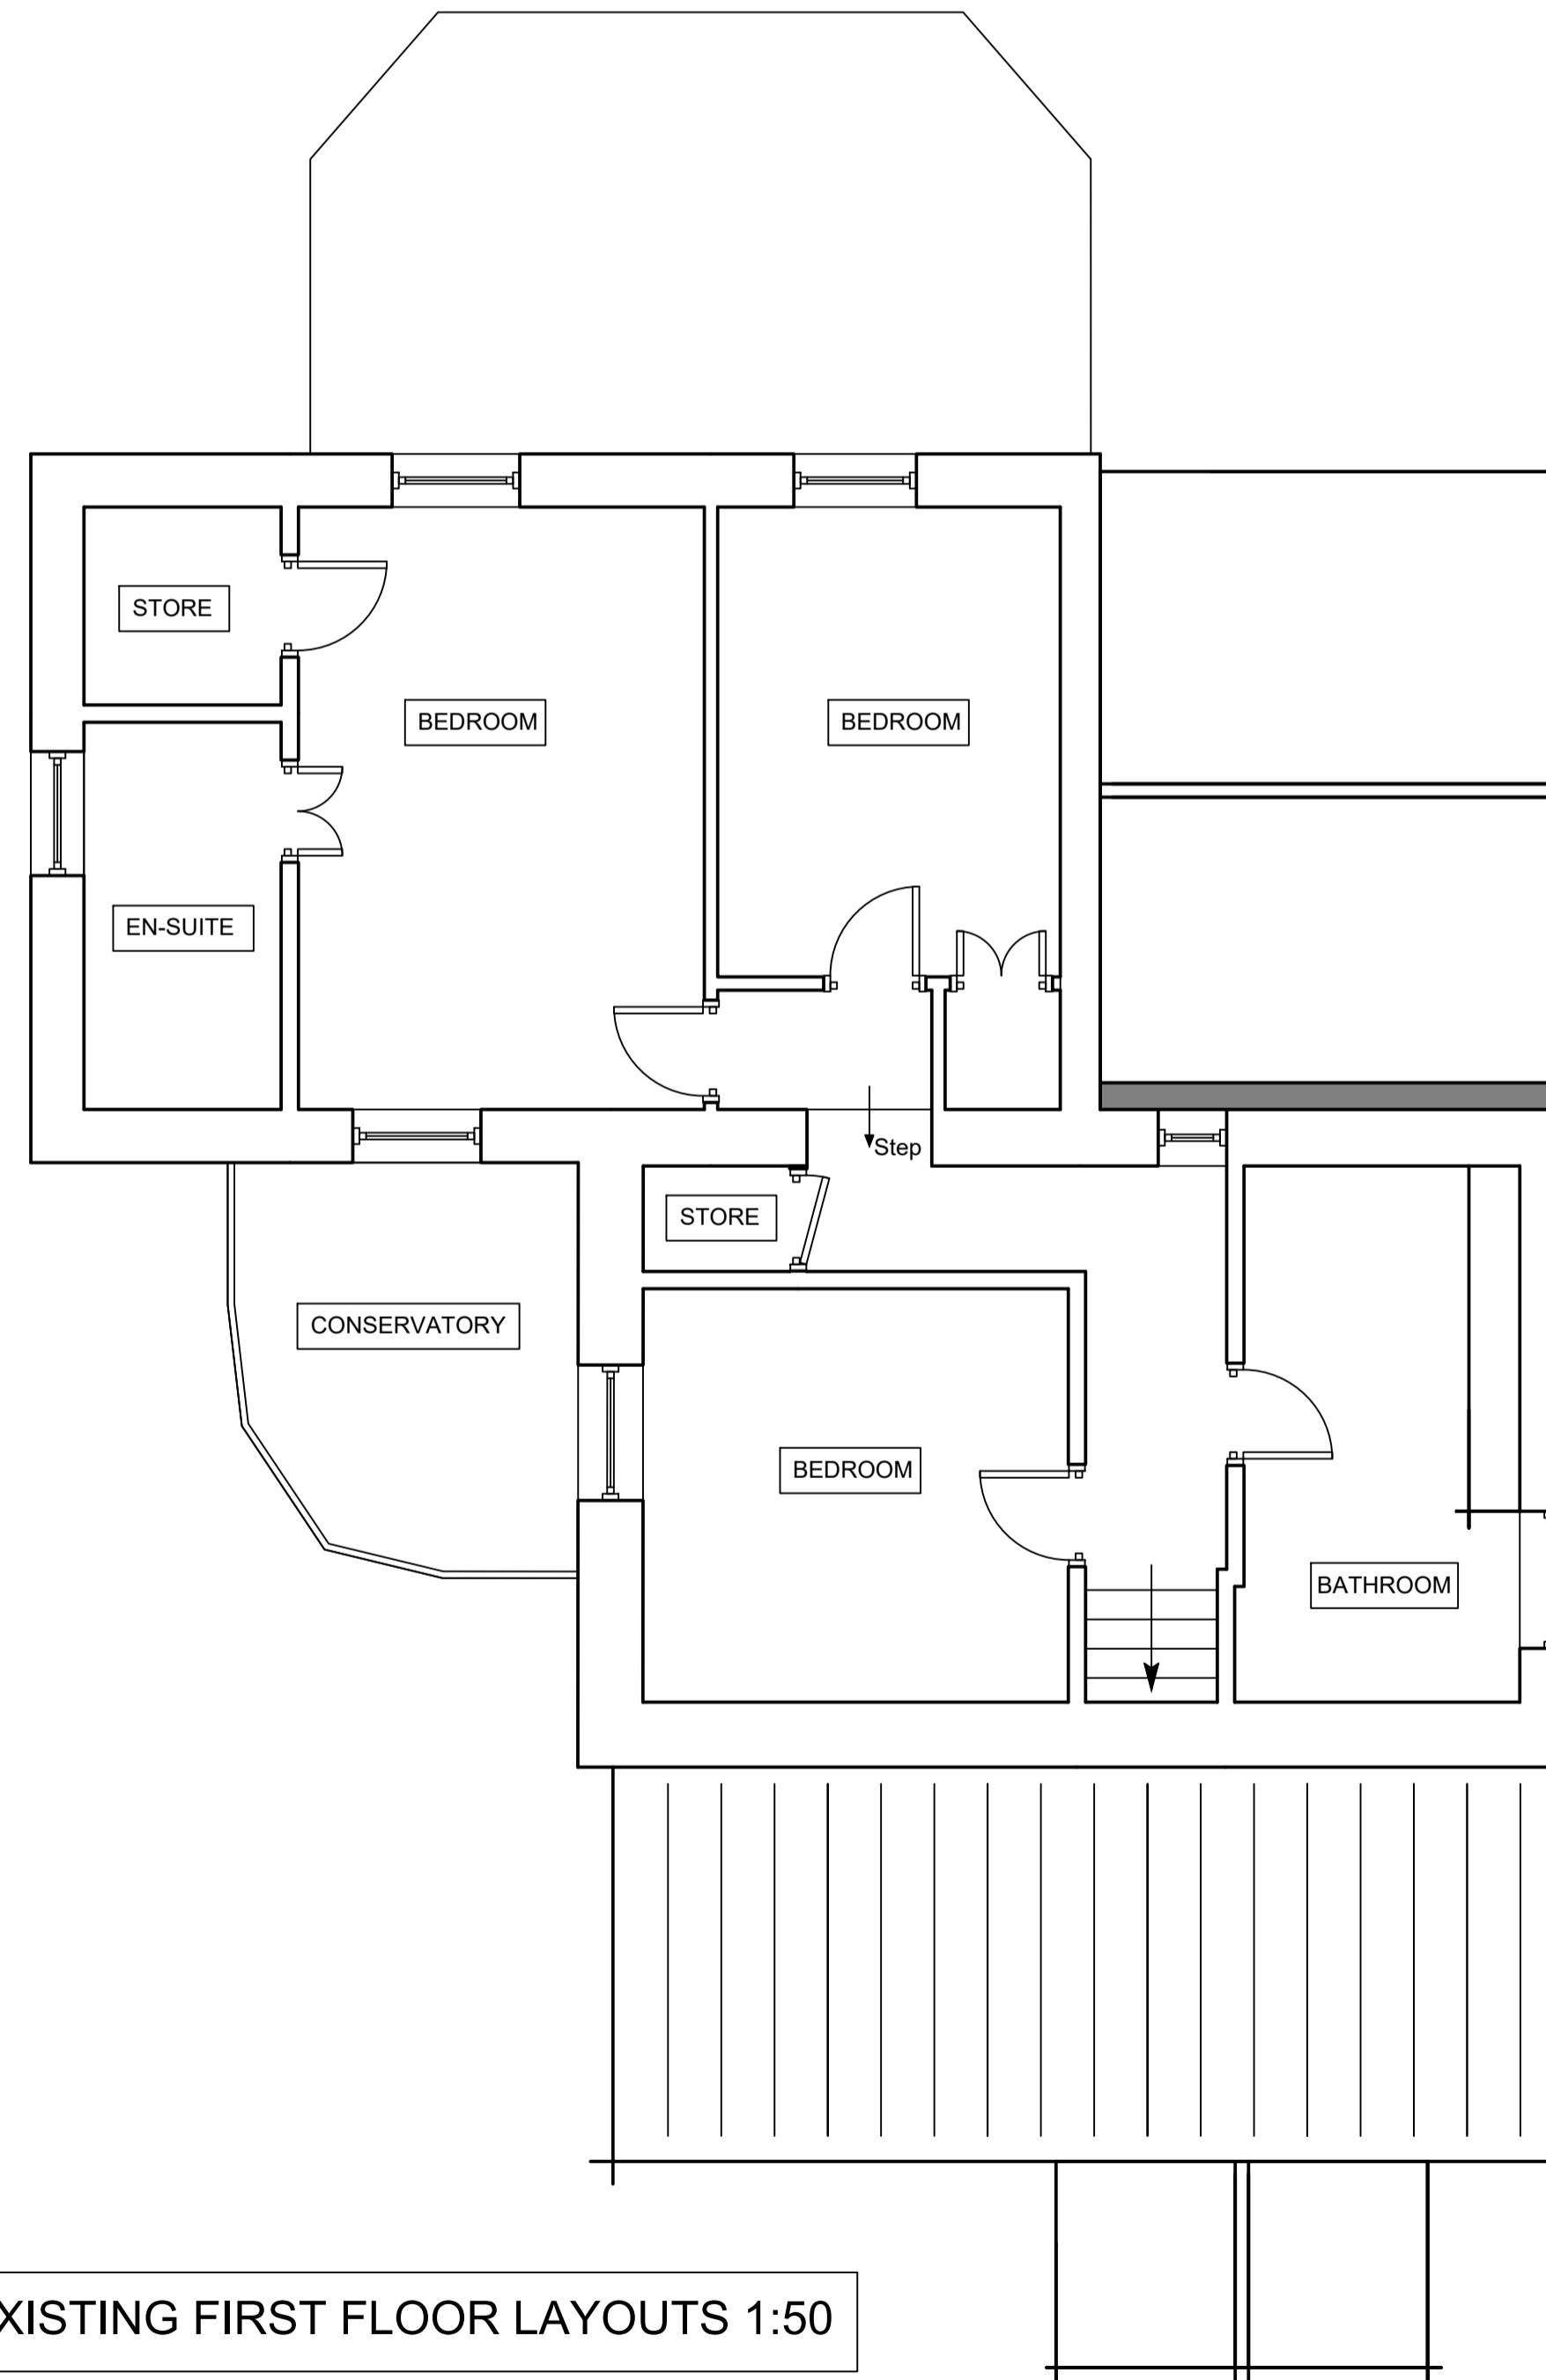 STORE
BEDROOM
BEDROOM
EN-SUITE
Step
STORE
CONSERVATORY
BEDROOM
BATHROOM
XISTING FIRST FLOOR LAYOUTS 1:50